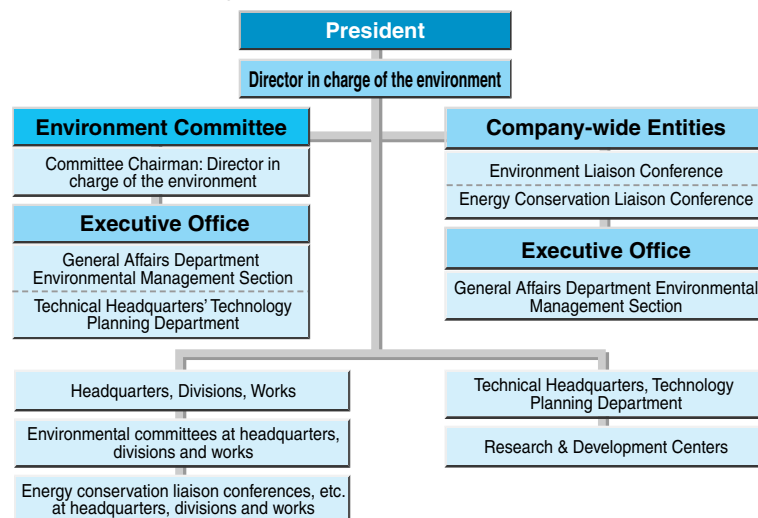 President
Director in charge of the environment
Environment Committee
Committee Chairman: Director in
charge of the environment
Executive Office
General Affairs Department
Environmental Management Section
Technical Headquarters' Technology
Planning Department
Company-wide Entities
Environment Liaison Conference
Energy Conservation Liaison Conference
Executive Office
General Affairs Department Environmental
Management Section
Headquarters, Divisions, Works
Environmental committees at headquarters,
divisions and works
Energy conservation liaison conferences, etc.
at headquarters, divisions and works
Technical Headquarters, Technology
Planning Department
Research & Development Centers